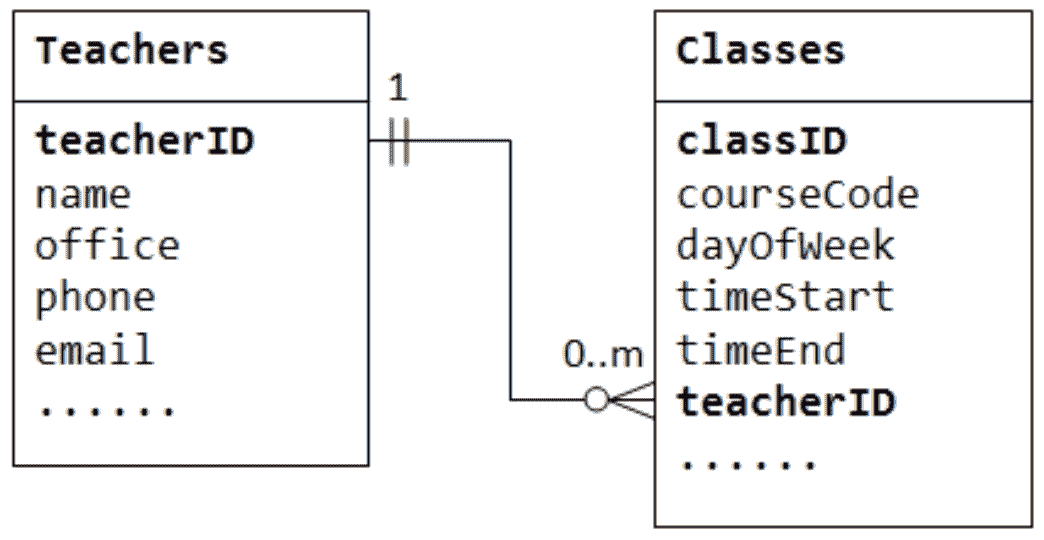 Teachers
teacherID
name
office
phone
email
......
1
0..m
Classes
classID
courseCode
dayOfWeek
timeStart
timeEnd
teacherID
......